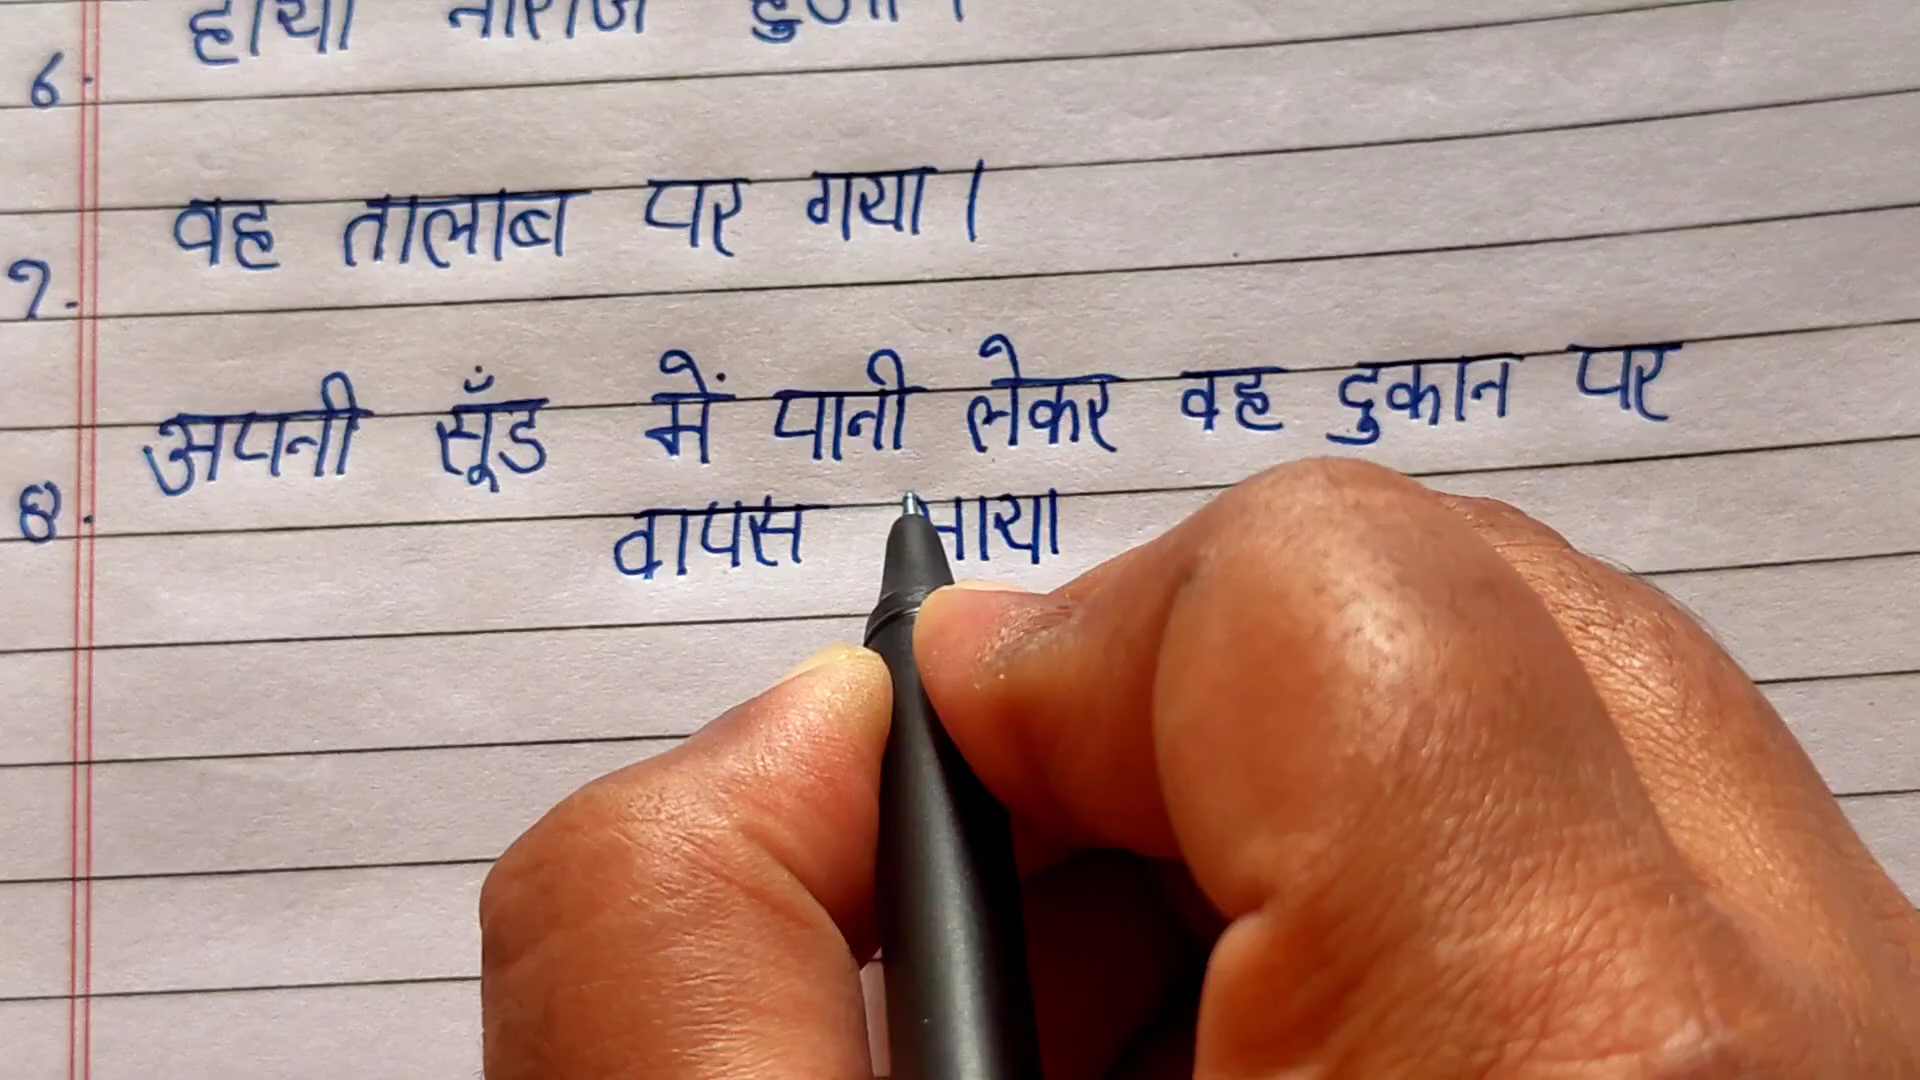 6. हाथी नाराज हुआ।
7. वह तालाब पर गया।
8. अपनी सूँड में पानी लेकर वह दुकान पर
वापस